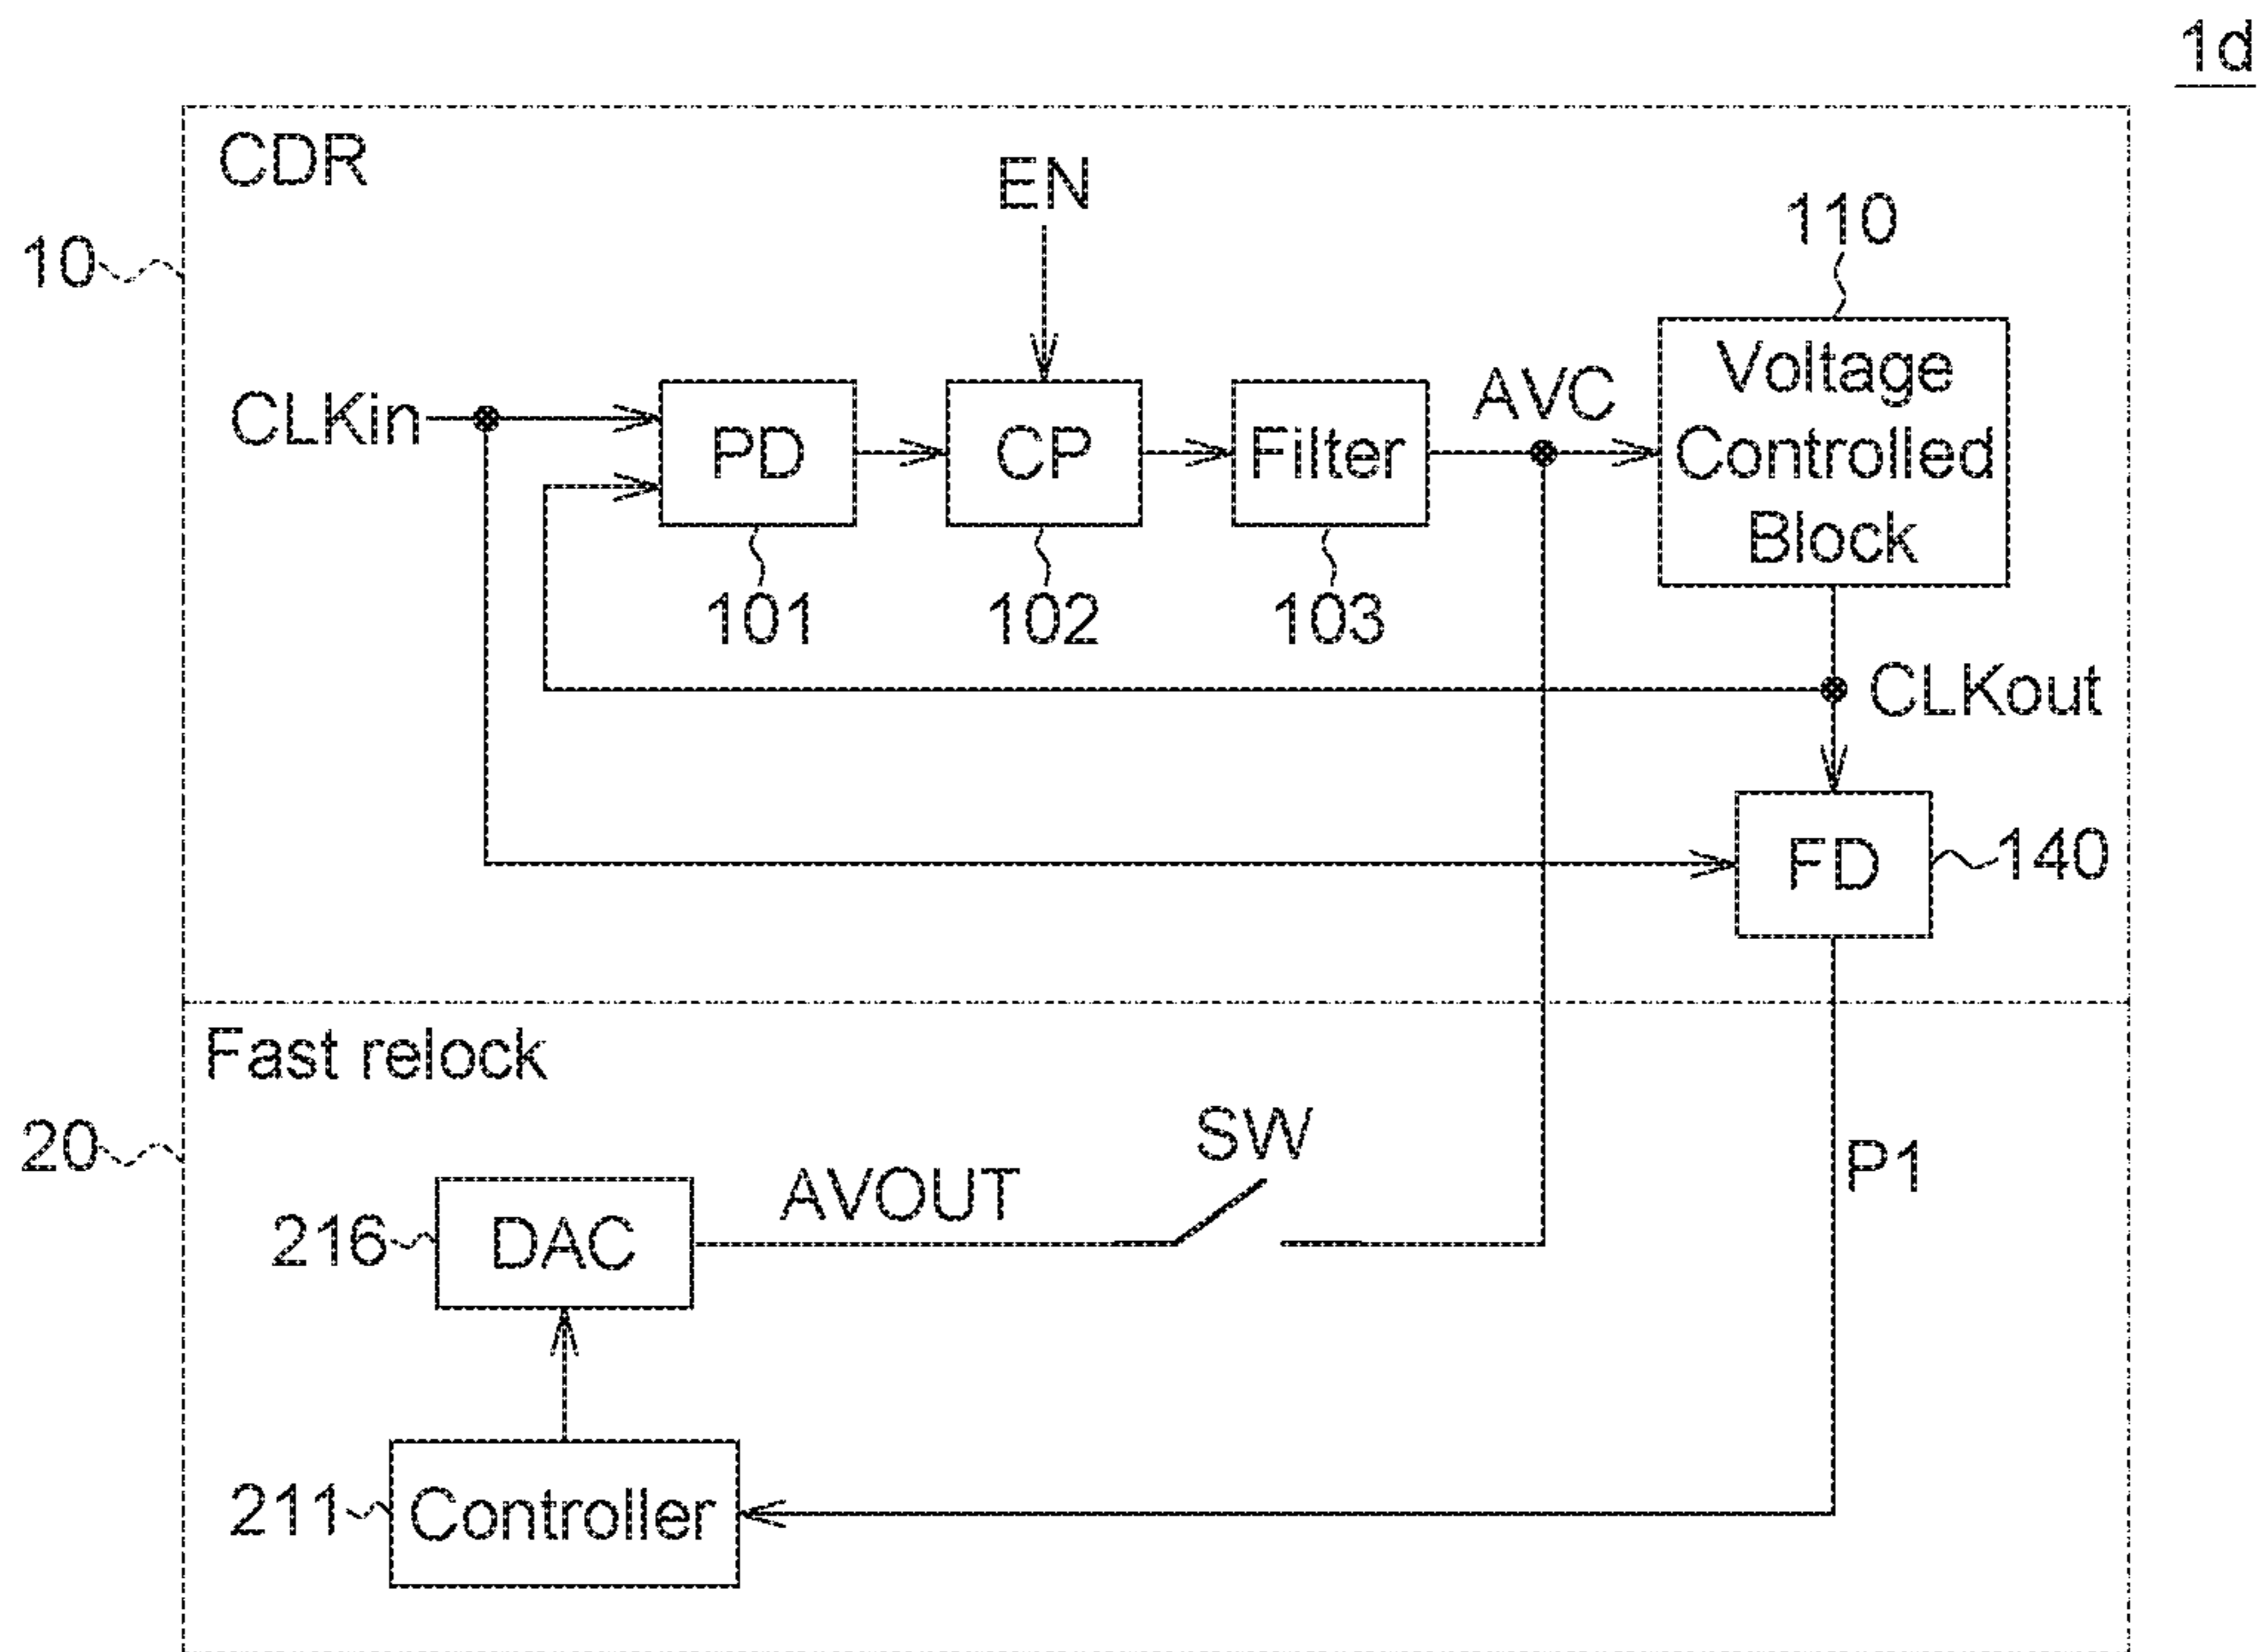 1d
CDR
EN
10
110
CLKin
PD
CP
Filter
AVC
Voltage
Controlled
Block
101
102
103
CLKout
FD
140
Fast relock
20
SW
P1
AVOUT
216
DAC
211
Controller